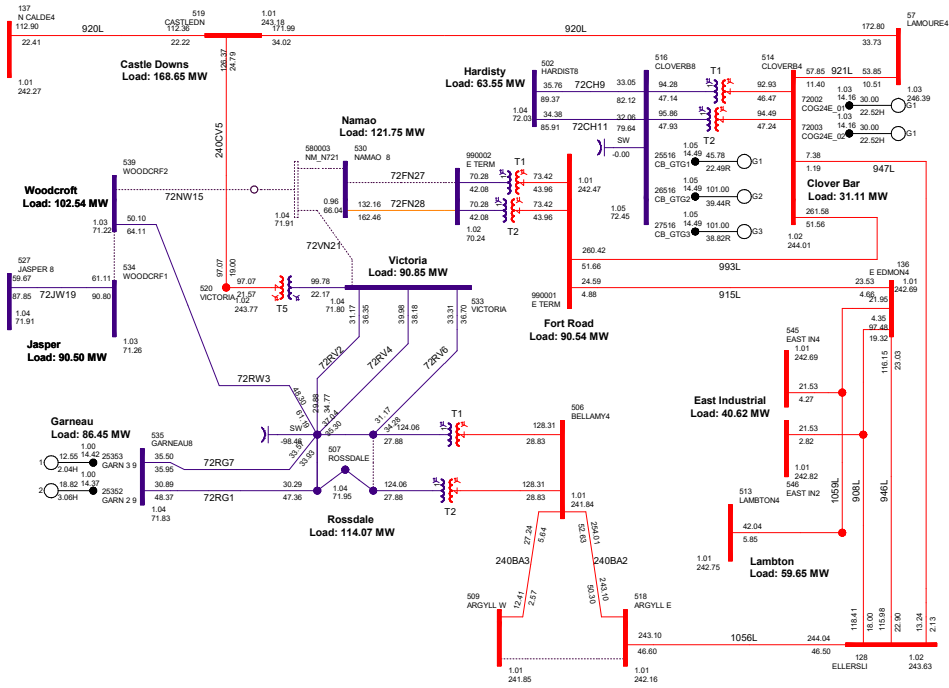 137
N CALDE4
112.90
22.41
1.01
242.27
920L
519
CASTLEDN
112.36
22.22
1.01
243.18
171.99
34.02
920L
172.80
33.73
57
LAMOURE4
1.03
246.39
Castle Downs
Load: 168.65 MW
126.37
24.79
240CV5
97.07
19.00
Hardisty
Load: 63.55 MW
502
HARDIST8
35.76
89.37
72CH9
33.05
82.12
34.38
85.91
72CH11
32.06
79.64
1.04
72.03
SW
-0.00
516
CLOVERB8
94.28
47.14
T1
92.93
46.47
95.86
47.93
T2
94.49
47.24
1.05
72.45
514
CLOVERB4
57.85
11.40
921L
53.85
10.51
72002
COG24E_01
1.03
14.16
30.00
22.52H
G1
72003
COG24E_02
1.03
14.16
30.00
22.52H
G1
25516
CB_GTG1
1.05
14.49
45.78
22.49R
G1
26516
CB_GTG2
1.05
14.49
101.00
39.44R
G2
27516
CB_GTG3
1.05
14.49
101.00
38.82R
G3
7.38
1.19
947L
Clover Bar
Load: 31.11 MW
261.58
51.56
1.02
244.01
Namao
Load: 121.75 MW
580003
NM_N721
530
NAMAO 8
72FN27
72FN28
132.16
162.46
0.96
66.04
1.04
71.91
990002
E TERM
70.28
42.08
T1
73.42
43.96
70.28
42.08
T2
73.42
43.96
1.02
70.24
1.01
242.47
539
WOODCRF2
Woodcroft
Load: 102.54 MW
72NW15
50.10
64.11
1.03
71.22
72VN21
527
JASPER 8
59.67
87.85
72JW19
61.11
90.80
534
WOODCRF1
1.04
71.91
1.03
71.26
Jasper
Load: 90.50 MW
520
VICTORIA
97.07
21.57
1.02
243.77
T5
99.78
22.17
Victoria
Load: 90.85 MW
1.04
71.80
533
VICTORIA
31.17
36.35
39.98
38.18
33.31
36.70
72RV2
72RV4
72RV6
72RW3
48.30
61.19
29.88
34.77
37.04
35.30
31.17
34.28
260.42
51.66
993L
24.59
4.88
915L
23.53
4.66
990001
E TERM
Fort Road
Load: 90.54 MW
136
E EDMON4
1.01
242.69
21.95
4.35
97.48
19.32
116.15
23.03
545
EAST IN4
1.01
242.69
21.53
4.27
East Industrial
Load: 40.62 MW
21.53
2.82
1.01
242.82
546
EAST IN2
513
LAMBTON4
42.04
5.85
1.01
242.75
Lambton
Load: 59.65 MW
1059L
908L
946L
Garneau
Load: 86.45 MW
1
12.55
2.04H
1.00
14.42
25353
GARN 3 9
2
18.82
3.06H
1.00
14.37
25352
GARN 2 9
535
GARNEAU8
35.50
35.95
72RG7
33.57
33.93
30.89
48.37
72RG1
30.29
47.36
1.04
71.83
SW
-98.46
507
ROSSDALE
1.04
71.95
124.06
27.88
T1
128.31
28.83
124.06
27.88
T2
128.31
28.83
Rossdale
Load: 114.07 MW
506
BELLAMY4
1.01
241.84
27.24
5.64
254.01
52.63
240BA3
240BA2
12.41
2.57
243.10
50.30
509
ARGYLL W
1.01
241.85
518
ARGYLL E
1.01
242.16
243.10
46.60
1056L
244.04
46.50
118.41
18.00
115.98
22.90
13.24
2.13
128
ELLERSLI
1.02
243.63